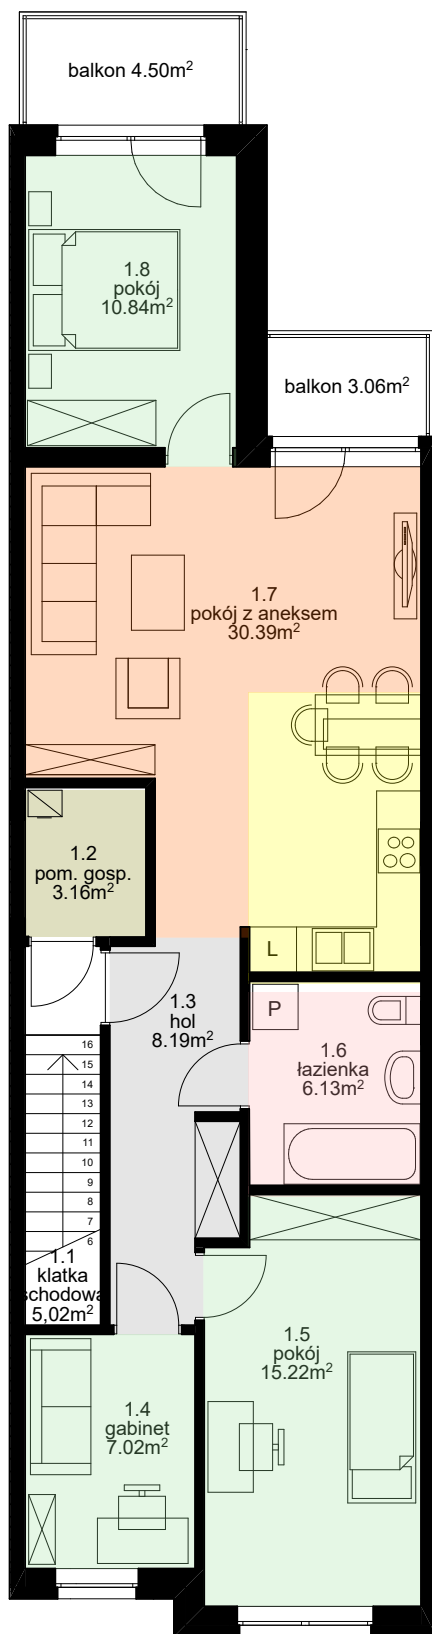 balkon 4.50m²
1.8
pokój
10.84m²
balkon 3.06m²
1.7
pokój z aneksem
30.39m²
1.2
pom. gosp.
3.16m²
L
1.3
hol
8.19m²
P
1.6
łazienka
6.13m²
16
15
14
13
12
11
10
9
8
7
6
1.1
klatka
schodowa
5,02m²
1.5
pokój
15.22m²
1.4
gabinet
7.02m²